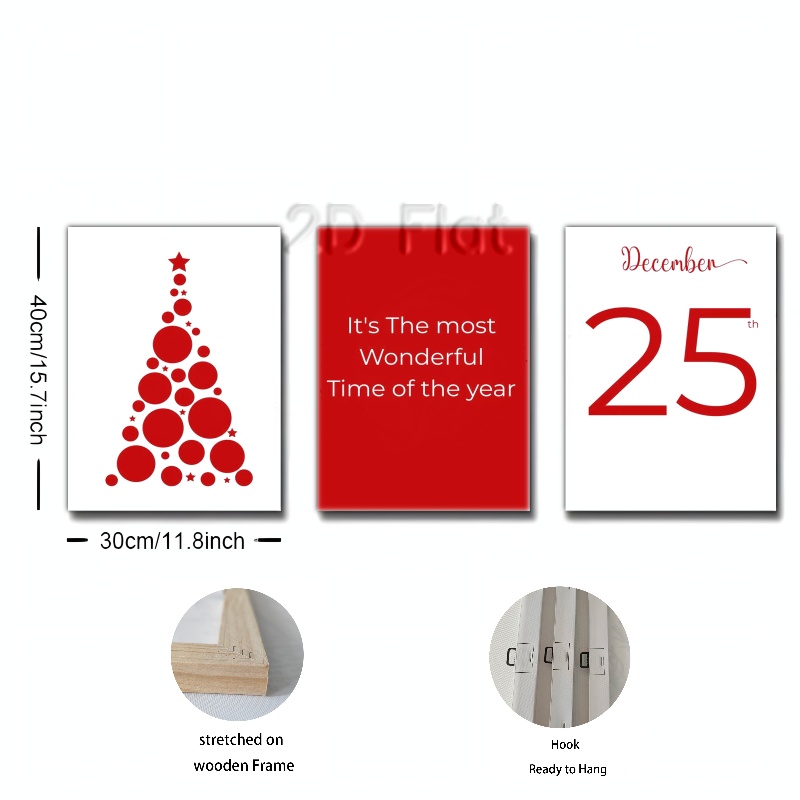 2D Flat
40cm/15.7inch
It's The most
Wonderful
Time of the year
December
25th
30cm/11.8inch
stretched on
wooden Frame
Hook
Ready to Hang